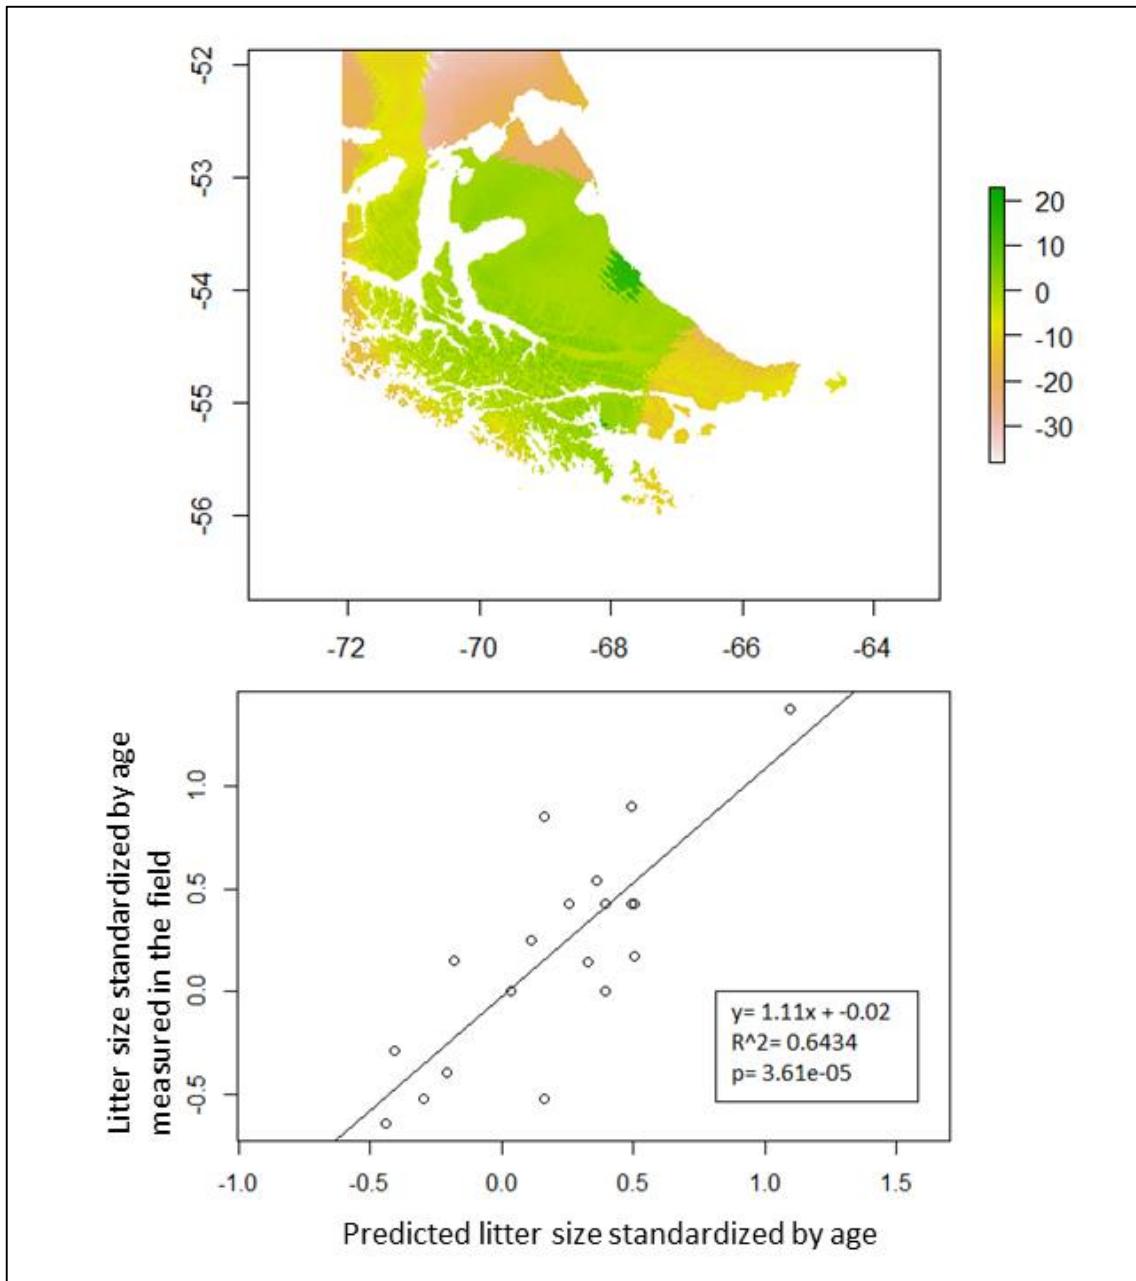 -52
-53
-54
-55
-56
20
10
0
-10
-20
-30
-72 -70 -68 -66 -64
Litter size standardized by age
measured in the field
1.0
0.5
0.0
-0.5
y= 1.11x + -0.02
R^2= 0.6434
p= 3.61e-05
-1.0 -0.5 0.0 0.5 1.0 1.5
Predicted litter size standardized by age